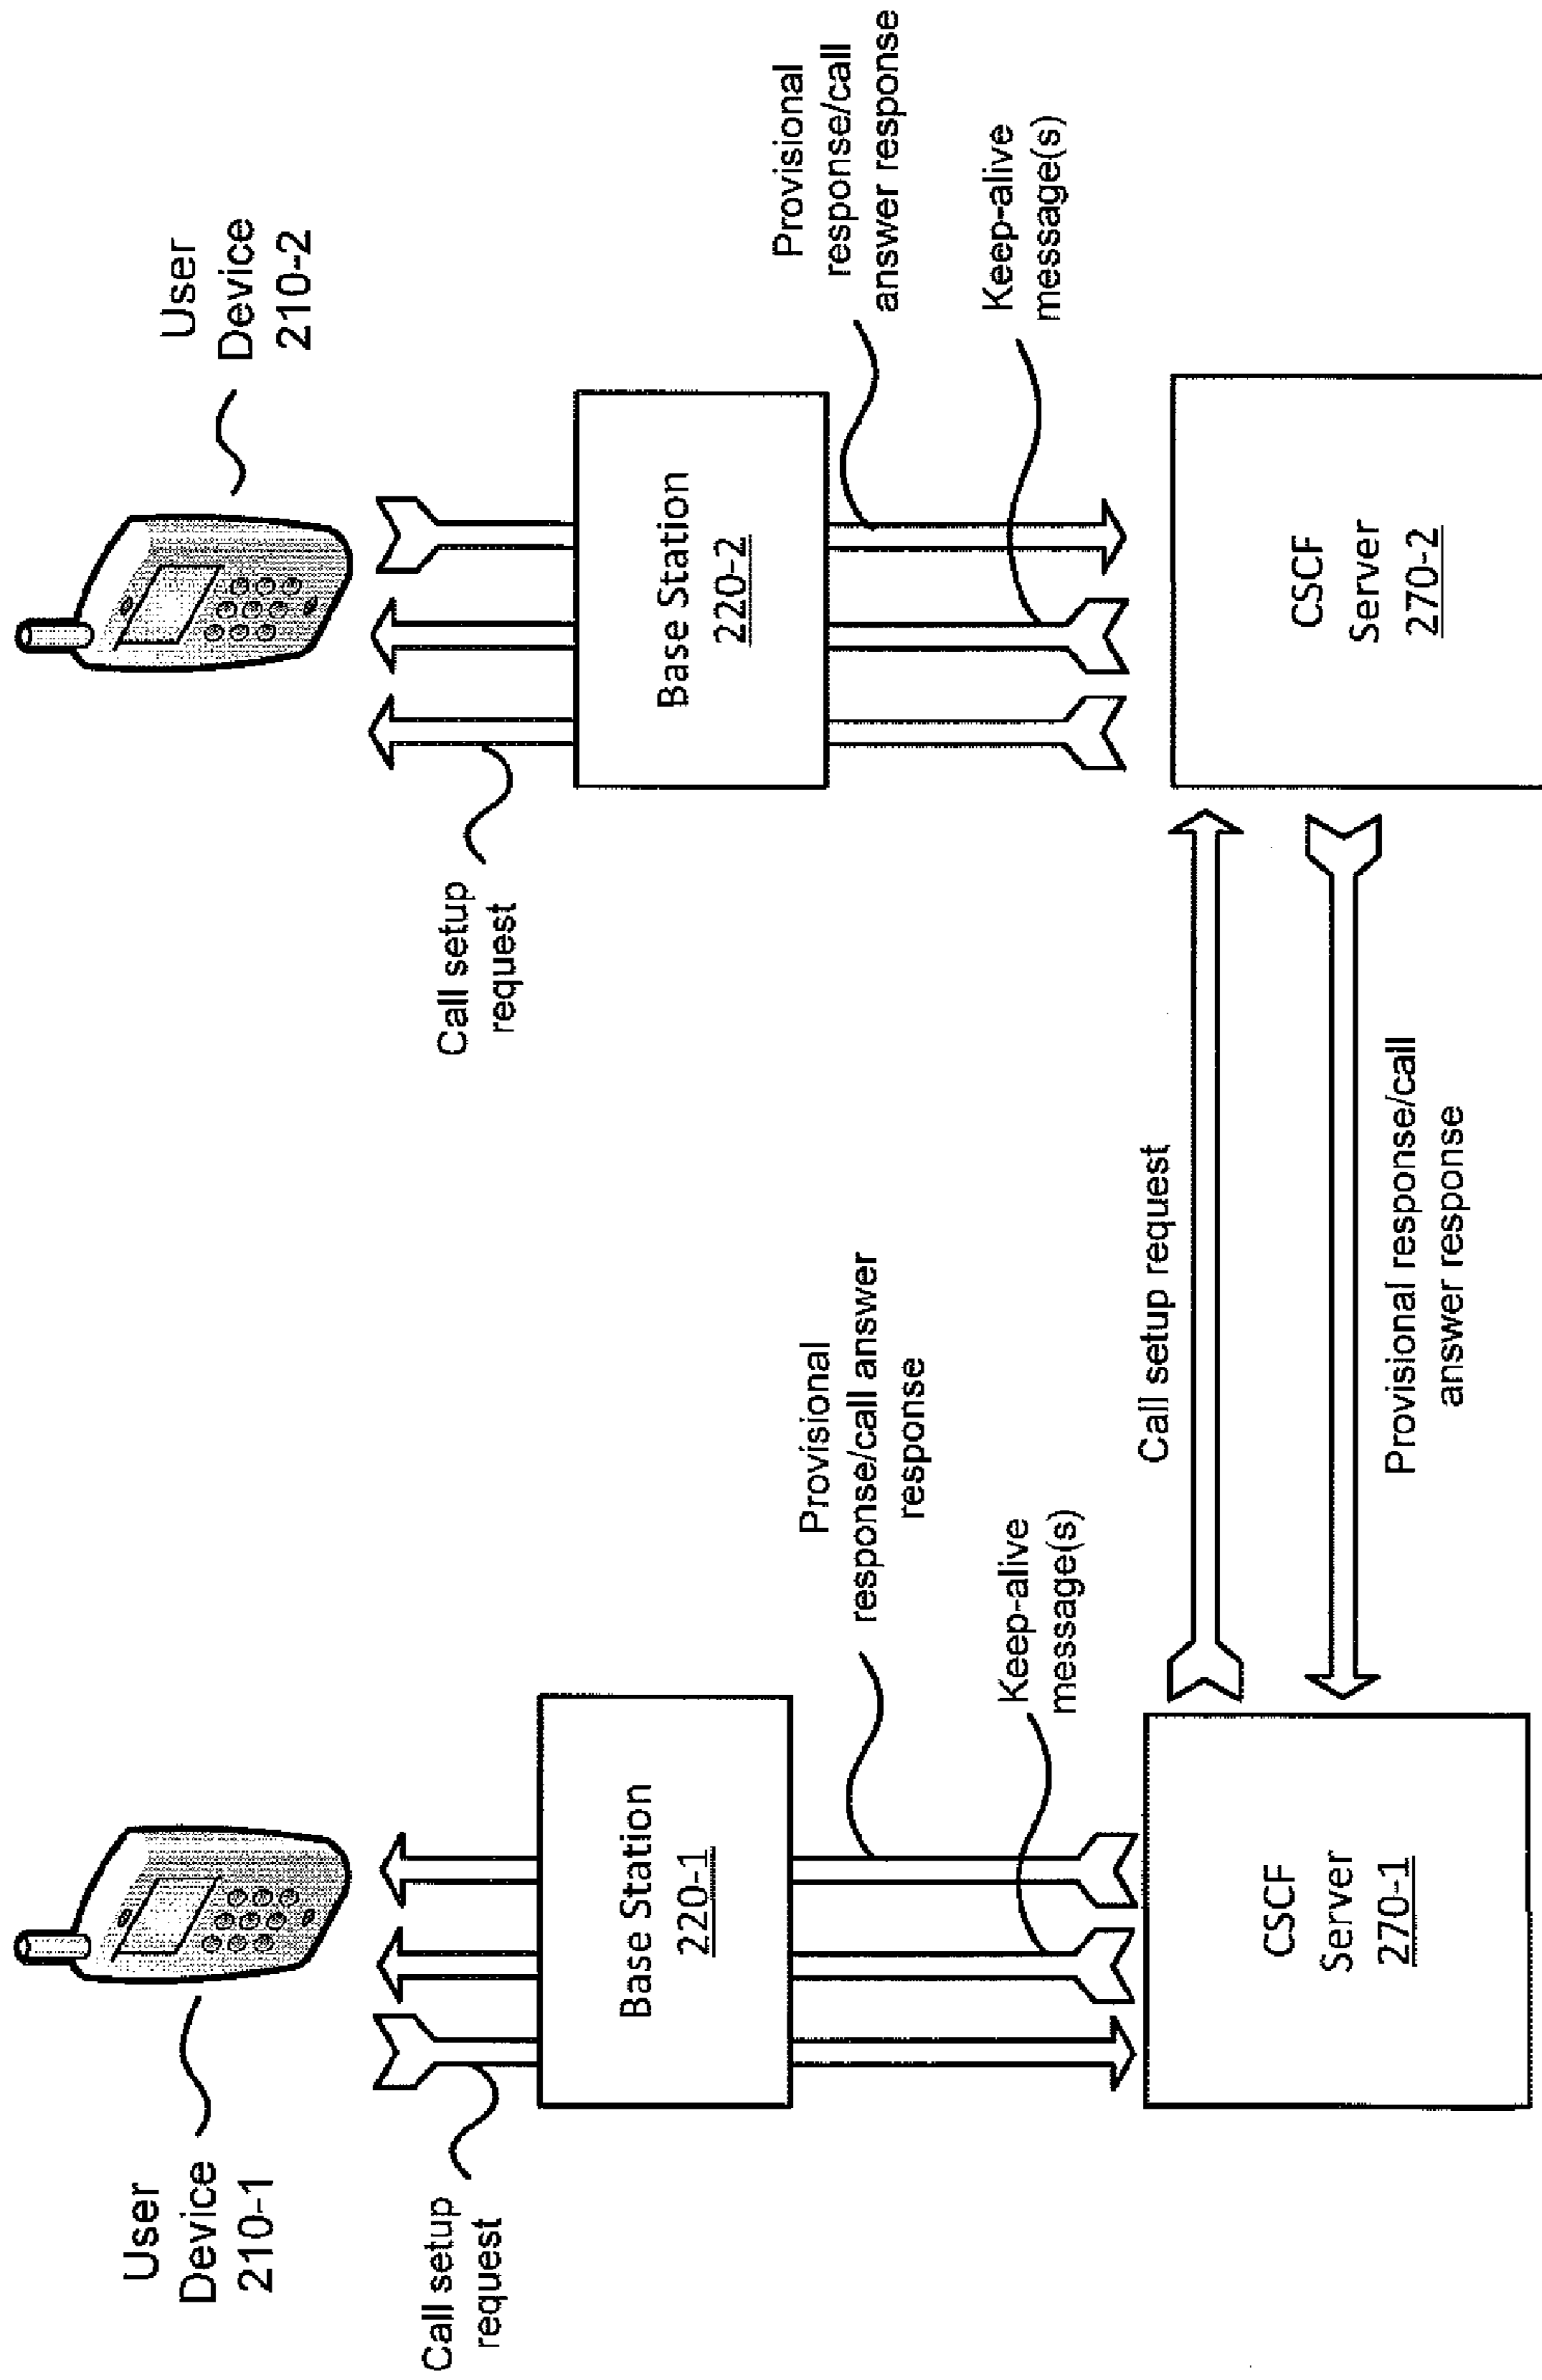 User
Device
210-1
Call setup
request
Base Station
220-1
Provisional
response/call answer
response
Keep-alive
message(s)
CSCF
Server
270-1
Call setup request
Provisional response/call
answer response
User
Device
210-2
Call setup
request
Base Station
220-2
Provisional
response/call
answer response
Keep-alive
message(s)
CSCF
Server
270-2